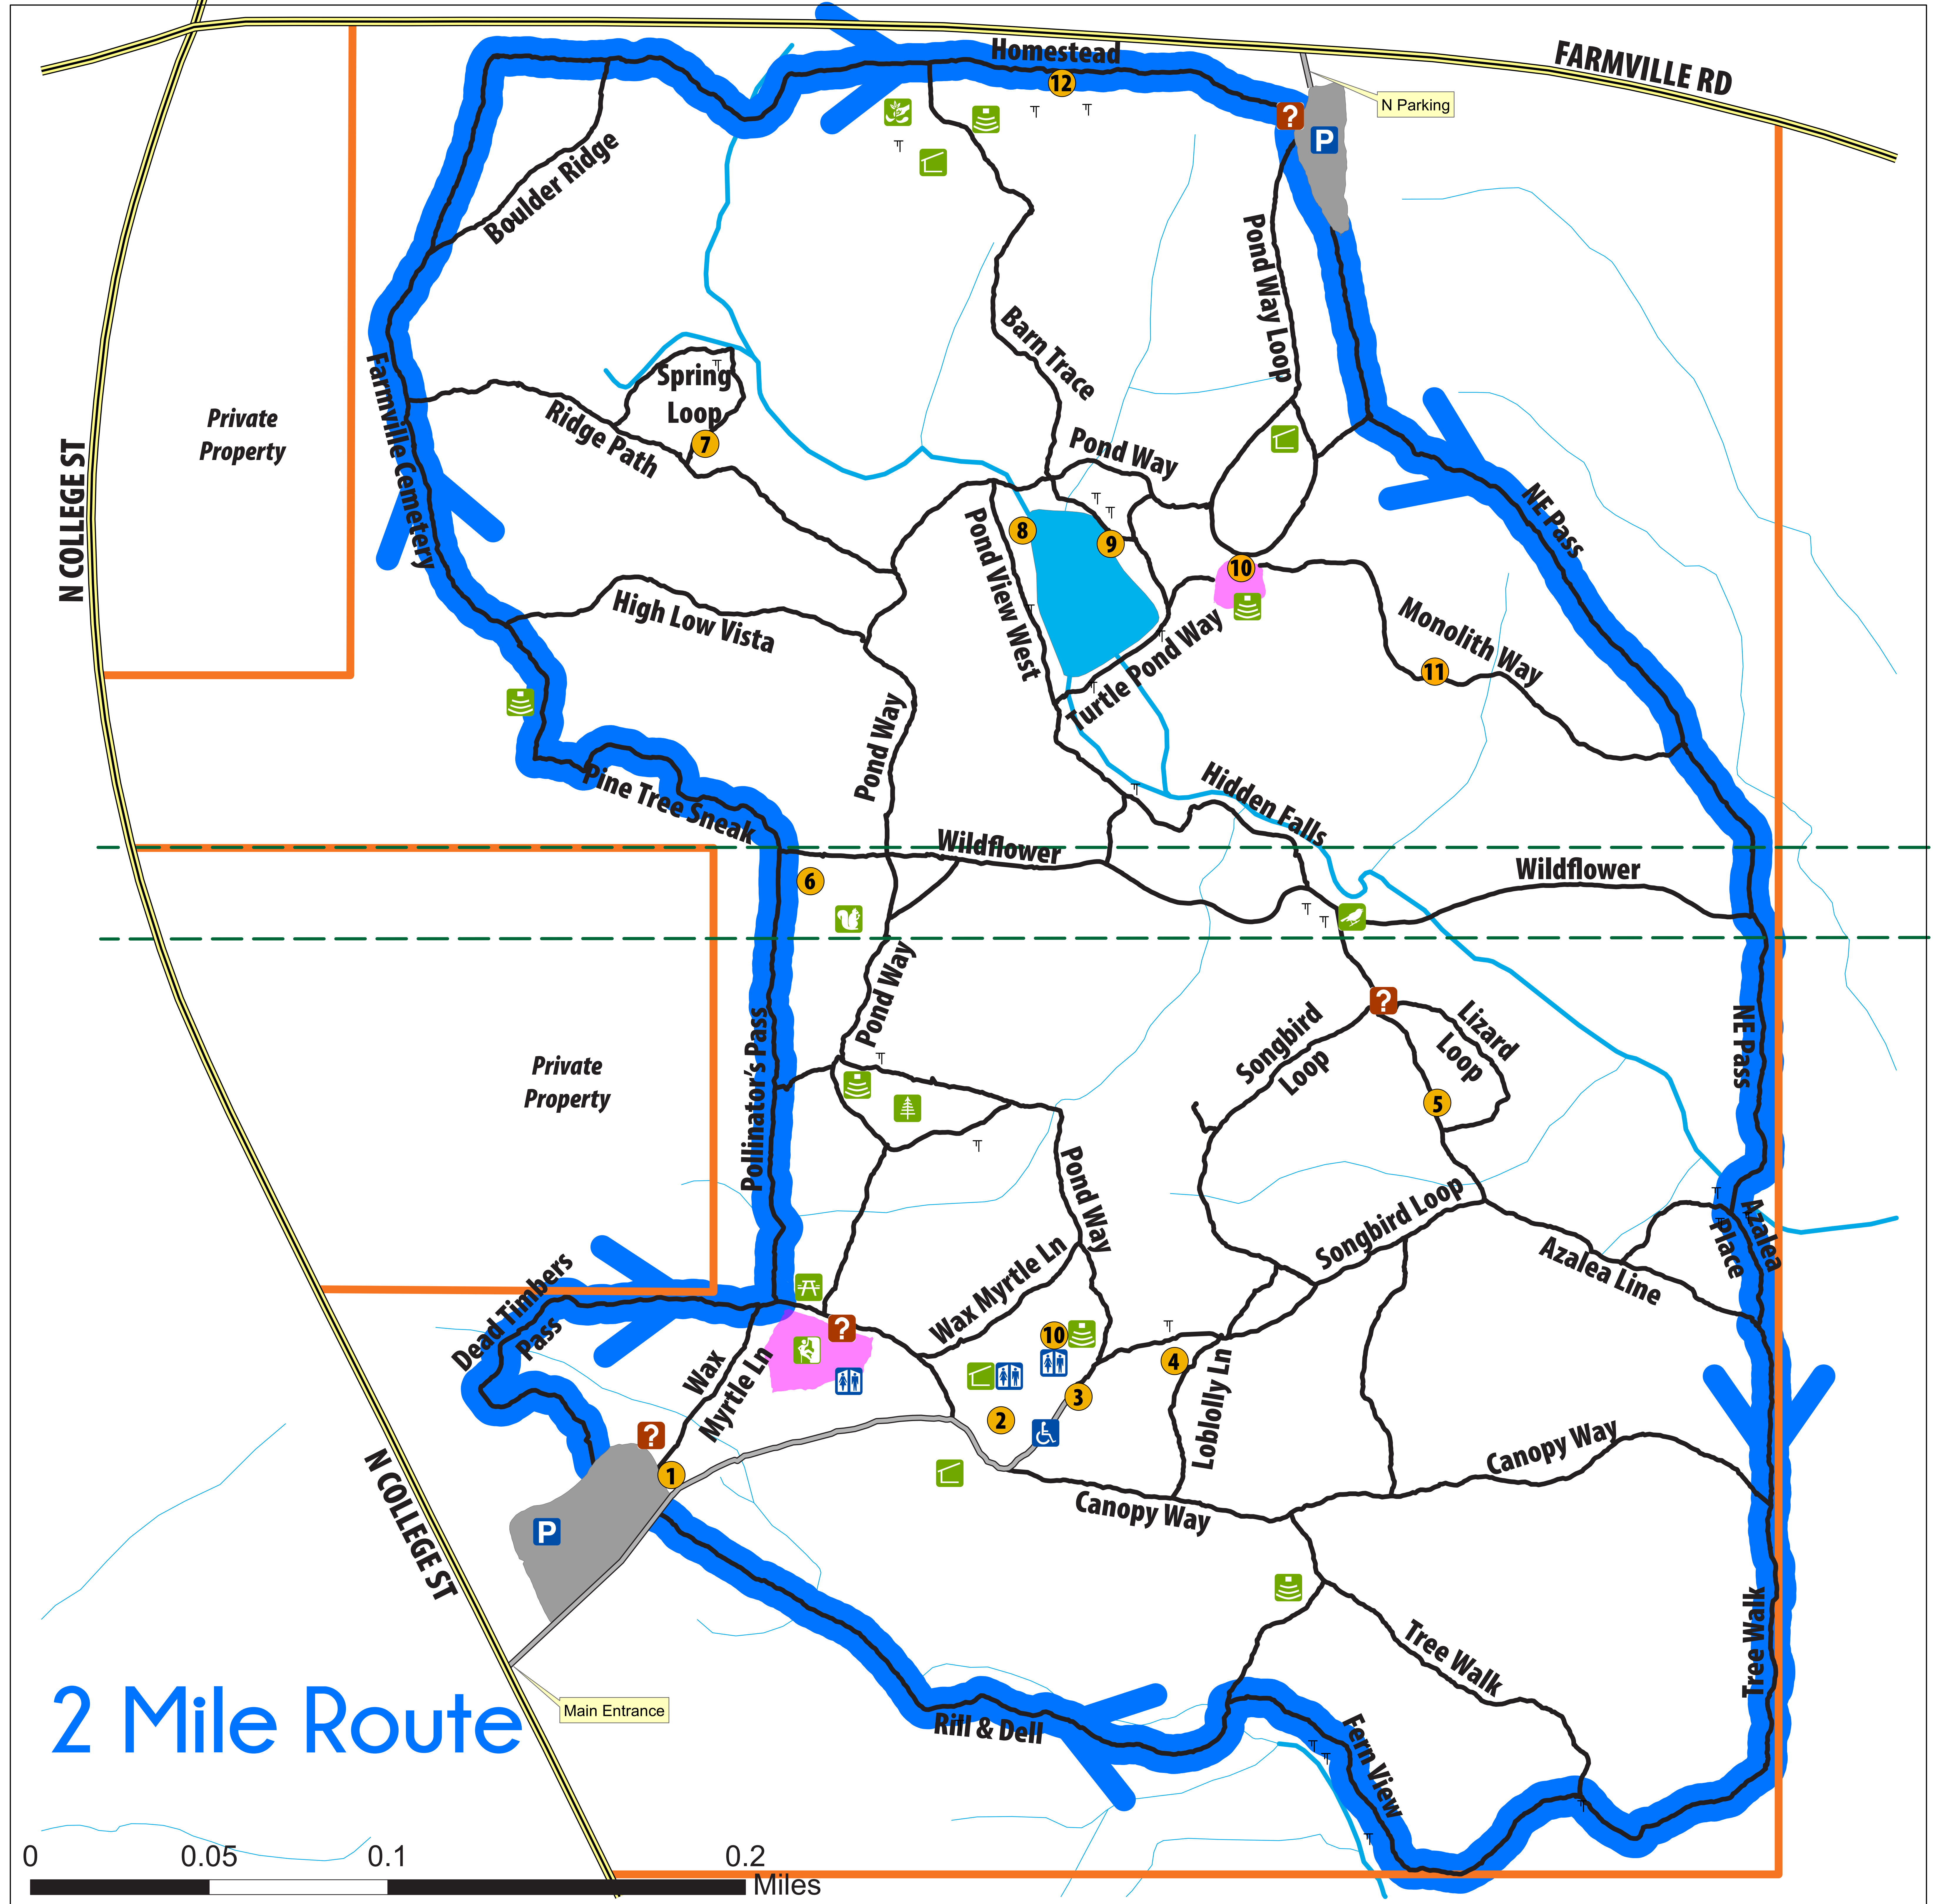 Homestead
12
FARMVILLE RD
N Parking
?
P
Boulder Ridge
Pond Way Loop
Barn Trace
Spring
Loop
7
Ridge Path
Private
Property
Farmville Cemetery
N COLLEGE ST
Pond Way
8
9
10
Pond View West
NE Pass
High Low Vista
Turtle Pond Way
Monolith Way
11
Pond Way
Pine Tree Sneak
Hidden Falls
Wildflower
Wildflower
6
Pond Way
?
Songbird
Loop
Lizard
Loop
5
NE Pass
Pollinator's Pass
Private
Property
Pond Way
Songbird Loop
Azalea
Place
Azalea Line
Dead Timbers
Pass
Wax Myrtle Ln
?
10
4
Wax
Myrtle Ln
3
2
Loblolly Ln
?
1
Canopy Way
Canopy Way
P
N COLLEGE ST
Tree Walk
Tree Walk
Main Entrance
2 Mile Route
Rill & Dell
Fern View
0
0.05
0.1
0.2
Miles